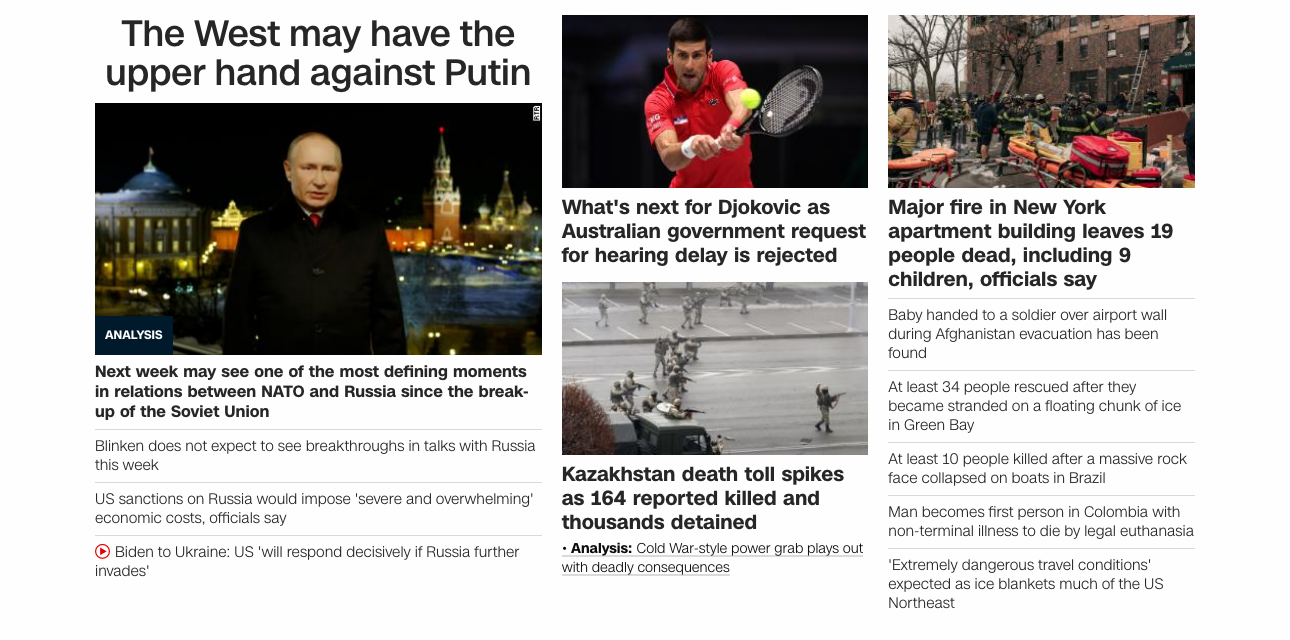 The West may have the
upper hand against Putin
RTR
ANALYSIS
Next week may see one of the most defining moments
in relations between NATO and Russia since the break-
up of the Soviet Union
Blinken does not expect to see breakthroughs in talks with Russia
this week
US sanctions on Russia would impose 'severe and overwhelming'
economic costs, officials say
Biden to Ukraine: US 'will respond decisively if Russia further
invades'
What's next for Djokovic as
Australian government request
for hearing delay is rejected
Kazakhstan death toll spikes
as 164 reported killed and
thousands detained
• Analysis: Cold War-style power grab plays out
with deadly consequences
Major fire in New York
apartment building leaves 19
people dead, including 9
children, officials say
Baby handed to a soldier over airport wall
during Afghanistan evacuation has been
found
At least 34 people rescued after they
became stranded on a floating chunk of ice
in Green Bay
At least 10 people killed after a massive rock
face collapsed on boats in Brazil
Man becomes first person in Colombia with
non-terminal illness to die by legal euthanasia
'Extremely dangerous travel conditions'
expected as ice blankets much of the US
Northeast